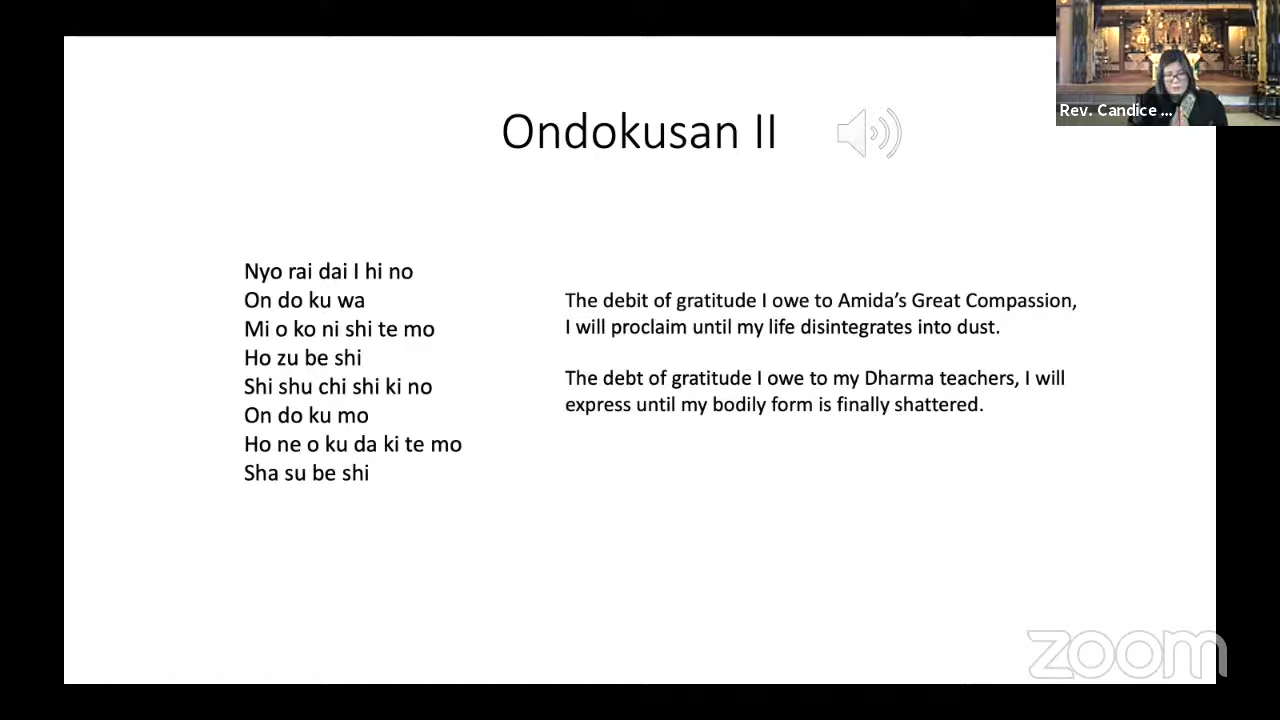 Ondokusan II
Rev. Candice ...
Nyo rai dai I hi no
On do ku wa
Mi o ko ni shi te mo
Ho zu be shi
Shi shu chi shi ki no
On do ku mo
Ho ne o ku da ki te mo
Sha su be shi
The debit of gratitude I owe to Amida’s Great Compassion,
I will proclaim until my life disintegrates into dust.
The debt of gratitude I owe to my Dharma teachers, I will
express until my bodily form is finally shattered.
zoom